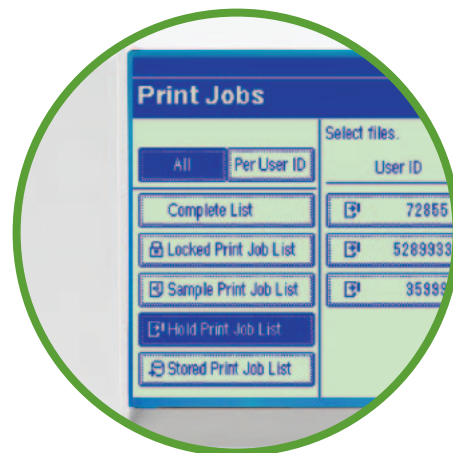 Print Jobs
Select files.
All
Per User ID
User ID
Complete List
72855
Locked Print Job List
5289933
Sample Print Job List
Hold Print Job List
Stored Print Job List